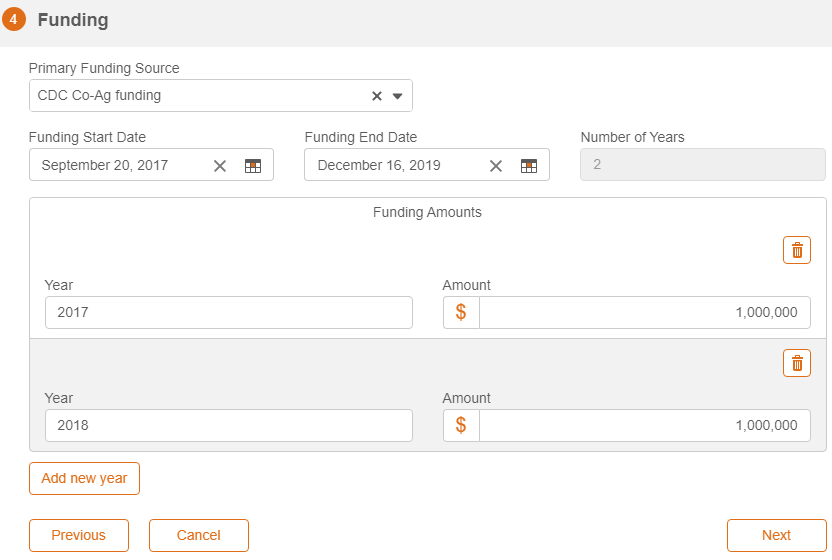 4 Funding
Primary Funding Source
CDC Co-Ag funding
Funding Start Date Funding End Date Number of Years
September 20, 2017 December 16, 2019 2
Funding Amounts
Year Amount
2017 $ 1,000,000
Year Amount
2018 $ 1,000,000
Add new year
Previous Cancel Next